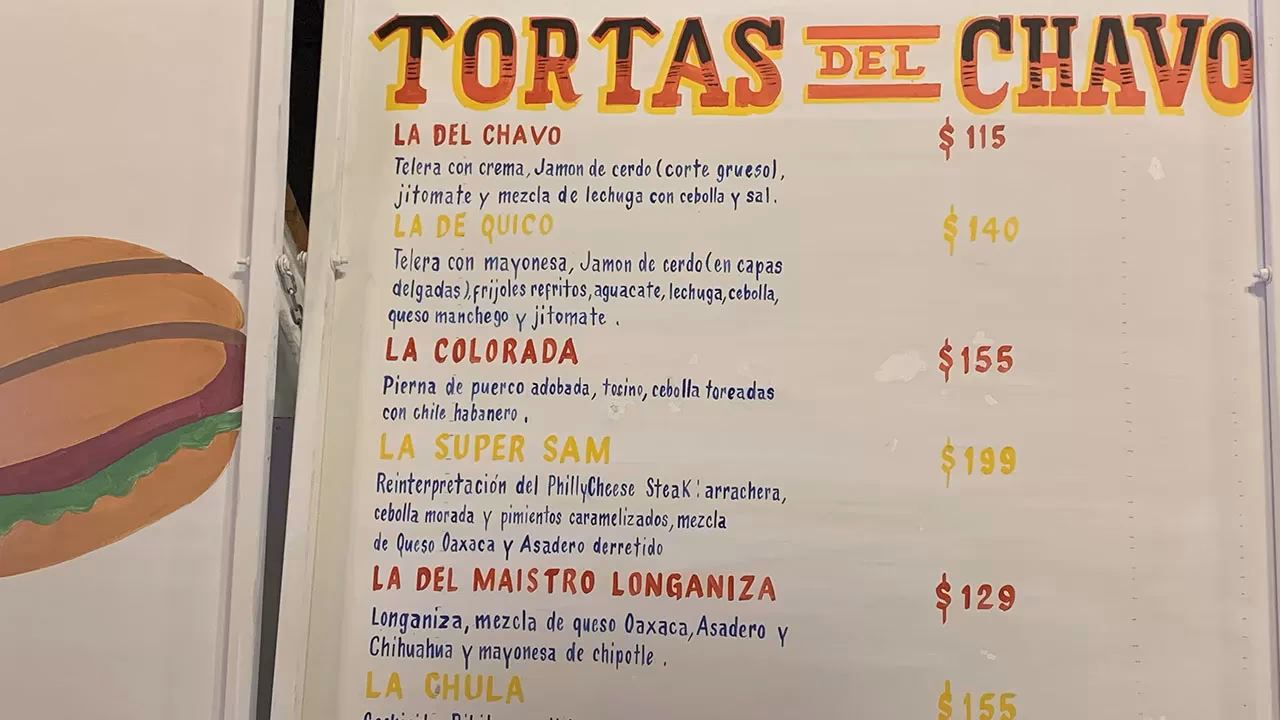 TORTAS DEL CHAVO
LA DEL CHAVO $115
Telera con crema, Jamon de cerdo (corte grueso),
jitomate y mezcla de lechuga con cebolla y sal.
LA DE QUICO $140
Telera con mayonesa, Jamon de cerdo (en capas
delgadas), frijoles refritos, aguacate, lechuga, cebolla,
queso manchego y jitomate .
LA COLORADA $155
Pierna de puerco adobada, tocino, cebolla toreadas
con chile habanero .
LA SUPER SAM $199
Reinterpretación del PhillyCheese Steak: arrachera,
cebolla morada y pimientos caramelizados, mezcla
de Queso Oaxaca y Asadero derretido
LA DEL MAISTRO LONGANIZA $129
Longaniza, mezcla de queso Oaxaca, Asadero y
Chihuahua y mayonesa de chipotle .
LA CHULA $155